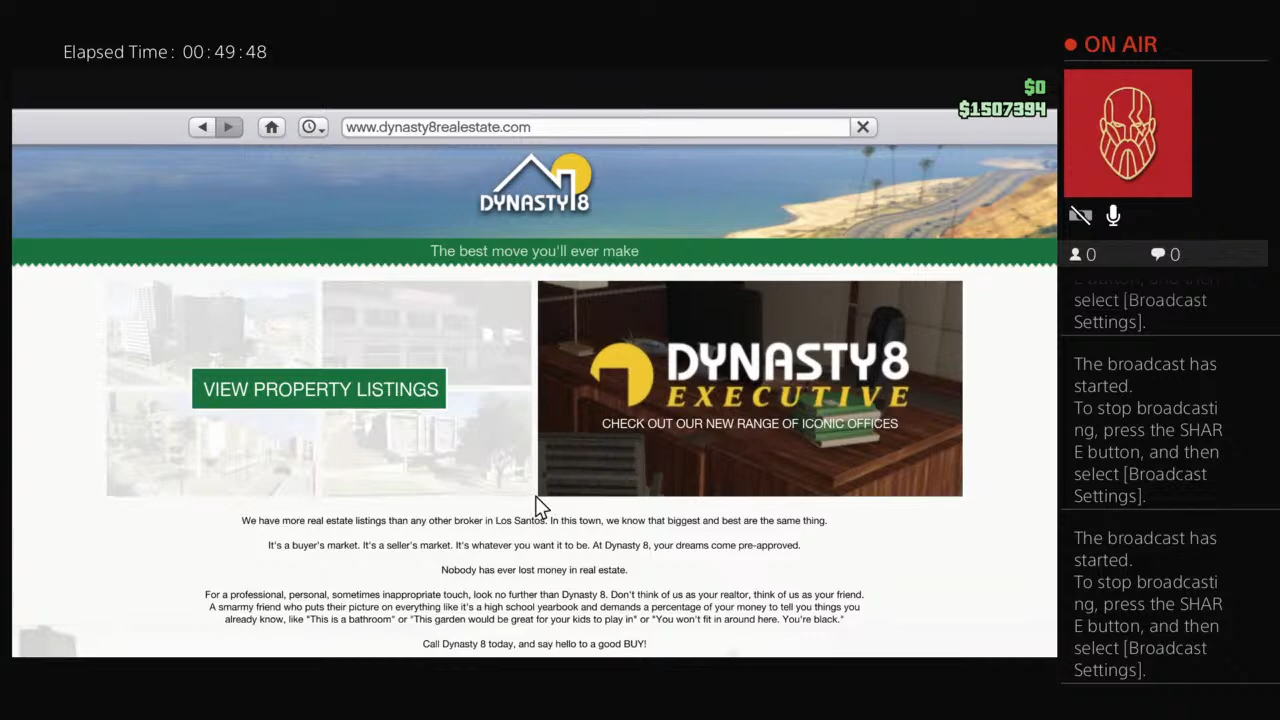 Elapsed Time: 00:49:48
ON AIR
$0
$1507394
www.dynasty8realestate.com
DYNASTY8
The best move you'll ever make
VIEW PROPERTY LISTINGS
DYNASTY8
EXECUTIVE
CHECK OUT OUR NEW RANGE OF ICONIC OFFICES
We have more real estate listings than any other broker in Los Santos. In this town, we know that biggest and best are the same thing.
It's a buyer's market. It's a seller's market. It's whatever you want it to be. At Dynasty 8, your dreams come pre-approved.
Nobody has ever lost money in real estate.
For a professional, personal, sometimes inappropriate touch, look no further than Dynasty 8. Don't think of us as your realtor, think of us as your friend.
A smarmy friend who puts their picture on everything like it's a high school yearbook and demands a percentage of your money to tell you things you
already know, like "This is a bathroom" or "This garden would be great for your kids to play in" or "You won't fit in around here. You're black."
Call Dynasty 8 today, and say hello to a good BUY!
0
0
E button, and then
select [Broadcast
Settings].
The broadcast has
started.
To stop broadcasti
ng, press the SHAR
E button, and then
select [Broadcast
Settings].
The broadcast has
started.
To stop broadcasti
ng, press the SHAR
E button, and then
select [Broadcast
Settings].